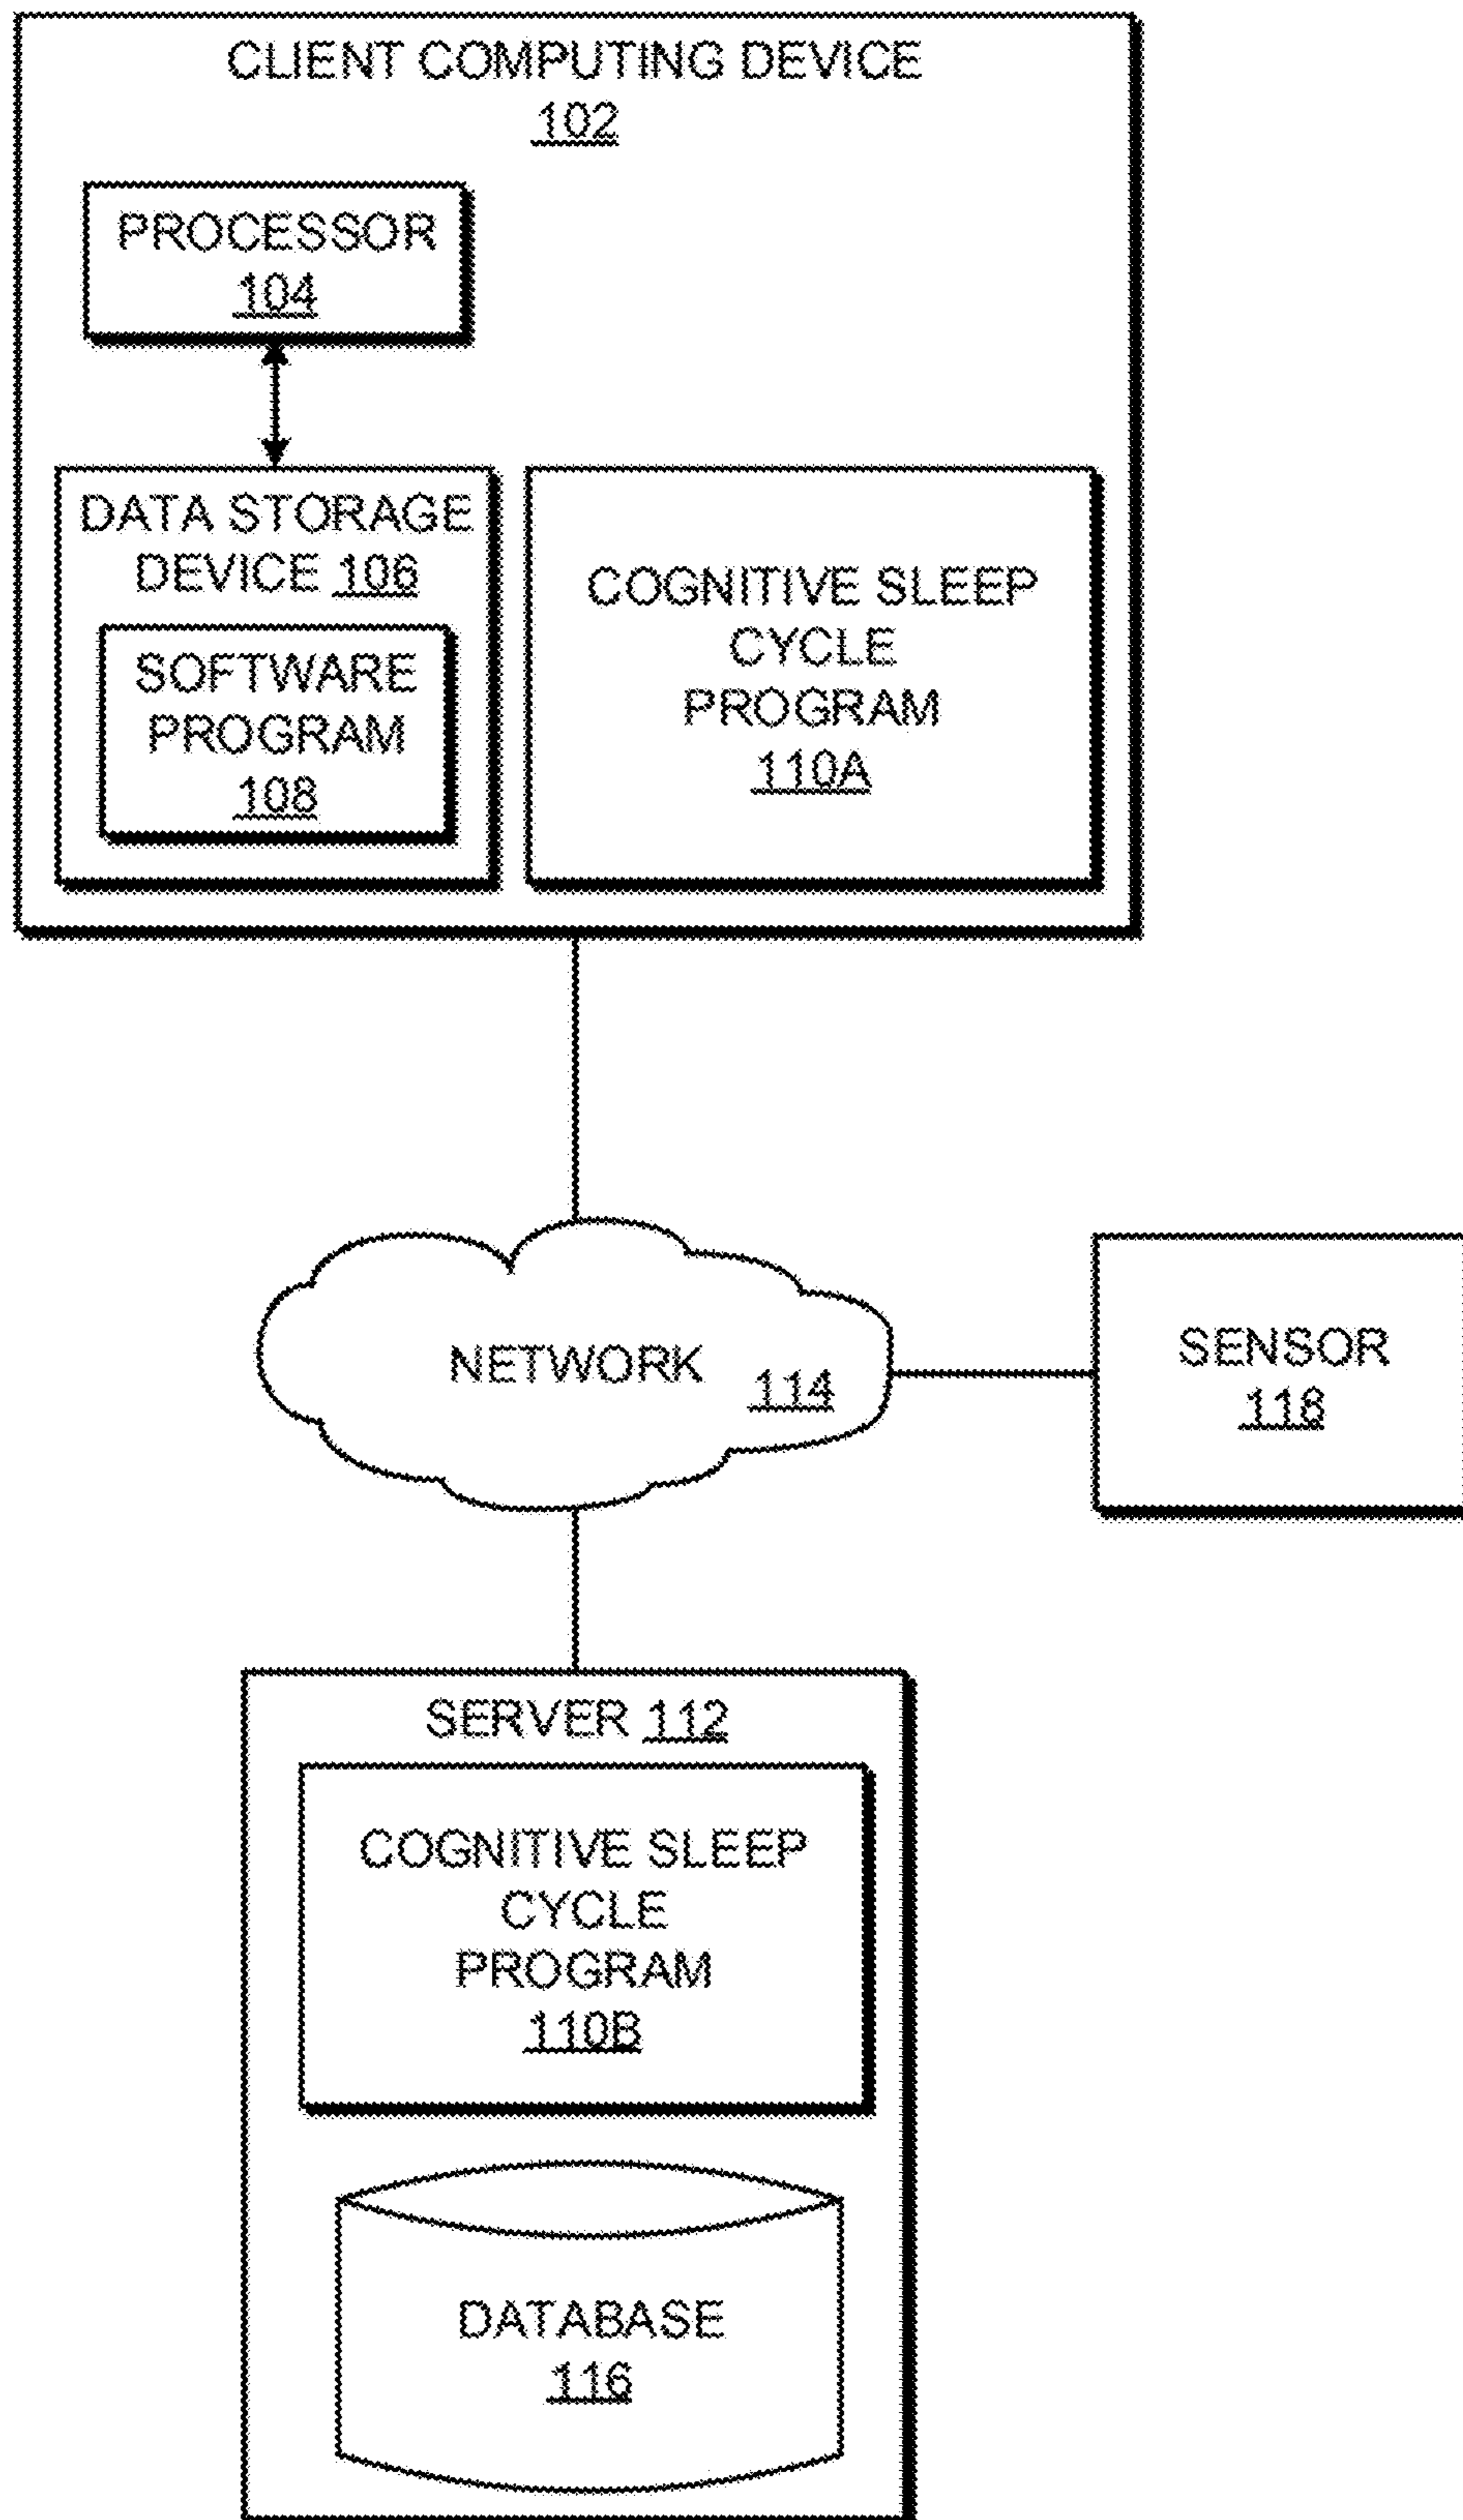 CLIENT COMPUTING DEVICE
102
PROCESSOR
104
DATA STORAGE
DEVICE 106
SOFTWARE
PROGRAM
108
COGNITIVE SLEEP
CYCLE
PROGRAM
110A
NETWORK
114
SENSOR
118
SERVER 112
COGNITIVE SLEEP
CYCLE
PROGRAM
110B
DATABASE
116